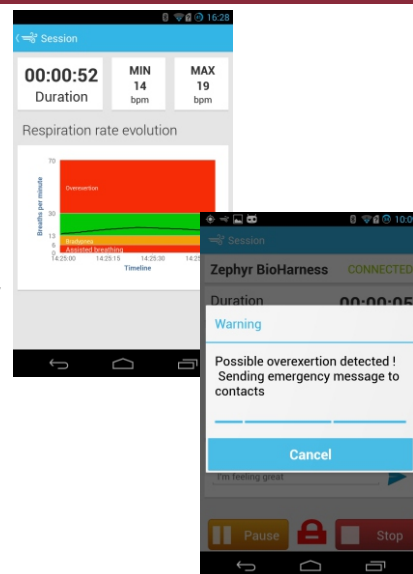 16:28
Session
00:00:52
Duration
MIN
14
bpm
MAX
19
bpm
Respiration rate evolution
Breaths per minute
70
Overexertion
30
13
Bradypnea
5
Assisted breathing
0
14:25:00 14:25:15 14:25:30
Timeline
Session
Zephyr BioHarness CONNECTED
Duration 00:00:05
Warning
Possible overexertion detected !
Sending emergency message to
contacts
Cancel
I'm feeling great
Pause
Stop